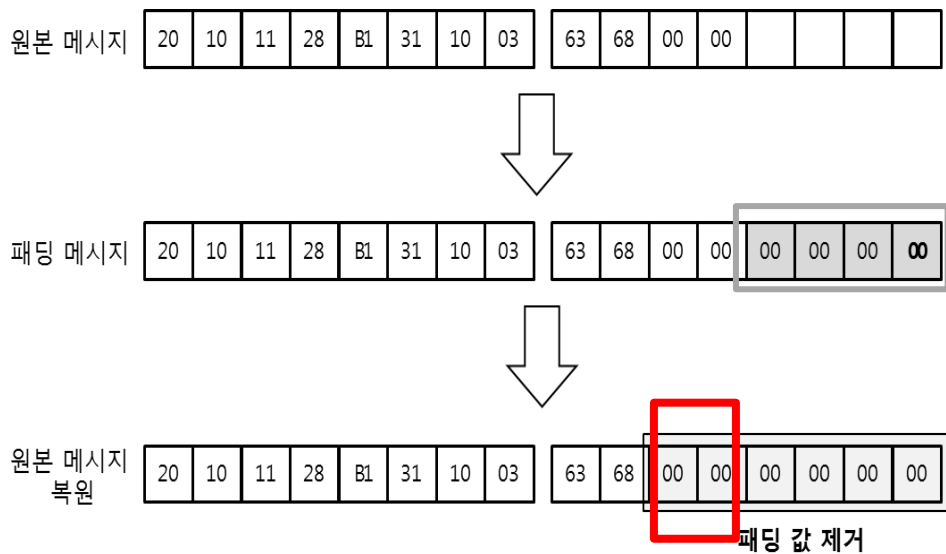 원본 메시지 20 10 11 28 B1 31 10 03 63 68 00 00
패딩 메시지 20 10 11 28 B1 31 10 03 63 68 00 00 00 00 00 00
원본 메시지
복원
20 10 11 28 B1 31 10 03 63 68 00 00 00 00 00 00
패딩 값 제거